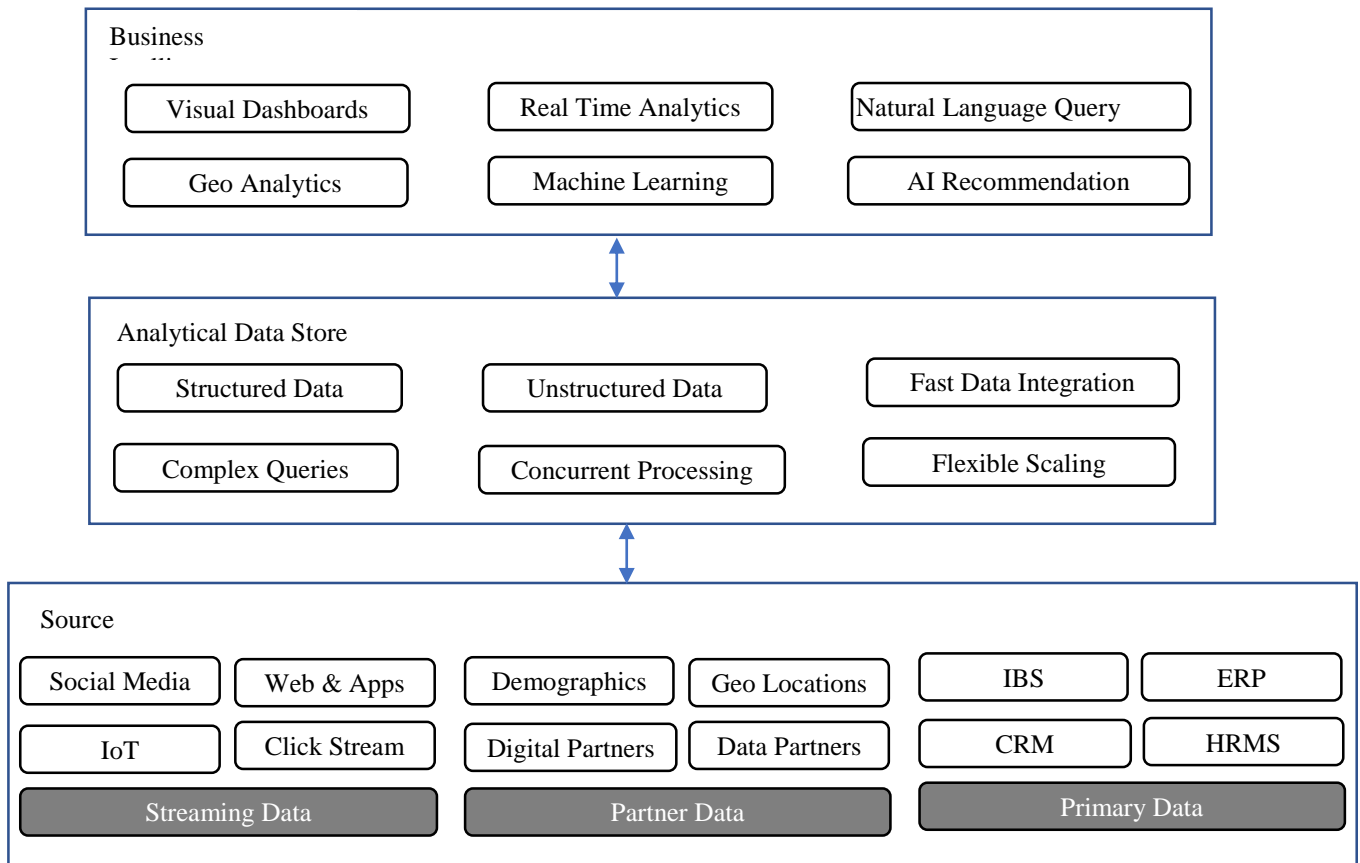 Business
Visual Dashboards
Real Time Analytics
Natural Language Query
Geo Analytics
Machine Learning
AI Recommendation
Analytical Data Store
Structured Data
Unstructured Data
Fast Data Integration
Complex Queries
Concurrent Processing
Flexible Scaling
Source
Social Media
Web & Apps
Demographics
Geo Locations
IBS
ERP
IoT
Click Stream
Digital Partners
Data Partners
CRM
HRMS
Streaming Data
Partner Data
Primary Data